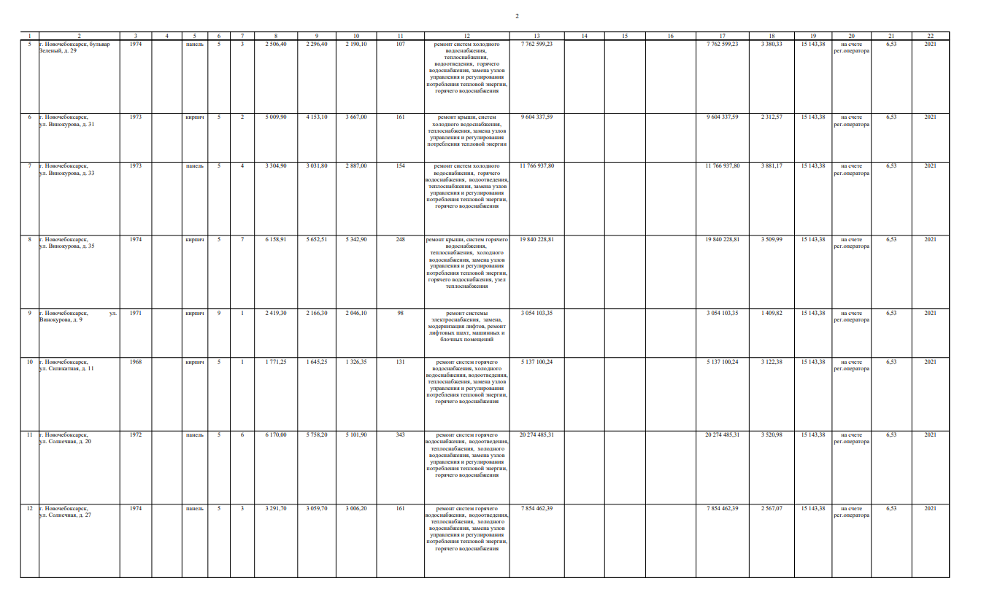 2
1 2 3 4 5 6 7 8 9 10 11 12 13 14 15 16 17 18 19 20 21 22
5 г. Новочебоксарск, бульвар 1974 панель 5 3 2 506,40 2 296,40 2 190,10 107 ремонт систем холодного 7 762 599,23 7 762 599,23 3 380,33 15 143,38 на счете 6,53 2021
Зеленый, д. 29 водоснабжения, рег.оператора
теплоснабжения,
водоотведения, горячего
водоснабжения, замена узлов
управления и регулирования
потребления тепловой энергии,
горячего водоснабжения
6 г. Новочебоксарск, 1973 кирпич 5 2 5 009,90 4 153,10 3 667,00 161 ремонт крыши, систем 9 604 337,59 9 604 337,59 2 312,57 15 143,38 на счете 6,53 2021
ул. Винокурова, д. 31 холодного водоснабжения, рег.оператора
теплоснабжения, замена узлов
управления и регулирования
потребления тепловой энергии
7 г. Новочебоксарск, 1973 панель 5 4 3 304,90 3 031,80 2 887,00 154 ремонт систем холодного 11 766 937,80 11 766 937,80 3 881,17 15 143,38 на счете 6,53 2021
ул. Винокурова, д. 33 водоснабжения, горячего рег.оператора
водоснабжения, водоотведения,
теплоснабжения, замена узлов
управления и регулирования
потребления тепловой энергии,
горячего водоснабжения
8 г. Новочебоксарск, 1974 кирпич 5 7 6 158,91 5 652,51 5 342,90 248 ремонт крыши, систем горячего 19 840 228,81 19 840 228,81 3 509,99 15 143,38 на счете 6,53 2021
ул. Винокурова, д. 35 водоснабжения, рег.оператора
теплоснабжения, холодного
водоснабжения, замена узлов
управления и регулирования
потребления тепловой энергии,
горячего водоснабжения, узел
теплоснабжения
9 г. Новочебоксарск, ул. 1971 кирпич 9 1 2 419,30 2 166,30 2 046,10 98 ремонт системы 3 054 103,35 3 054 103,35 1 409,82 15 143,38 на счете 6,53 2021
Винокурова, д. 9 электроснабжения, замена, рег.оператора
модернизация лифтов, ремонт
лифтовых шахт, машинных и
блочных помещений
10 г. Новочебоксарск, 1968 кирпич 5 1 1 771,25 1 645,25 1 326,35 131 ремонт систем горячего 5 137 100,24 5 137 100,24 3 122,38 15 143,38 на счете 6,53 2021
ул. Силикатная, д. 11 водоснабжения, холодного рег.оператора
водоснабжения, водоотведения,
теплоснабжения, замена узлов
управления и регулирования
потребления тепловой энергии,
горячего водоснабжения
11 г. Новочебоксарск, 1972 панель 5 6 6 170,00 5 758,20 5 101,90 343 ремонт систем горячего 20 274 485,31 20 274 485,31 3 520,98 15 143,38 на счете 6,53 2021
ул. Солнечная, д. 20 водоснабжения, водоотведения, рег.оператора
теплоснабжения, холодного
водоснабжения, замена узлов
управления и регулирования
потребления тепловой энергии,
горячего водоснабжения
12 г. Новочебоксарск, 1974 панель 5 3 3 291,70 3 059,70 3 006,20 161 ремонт систем горячего 7 854 462,39 7 854 462,39 2 567,07 15 143,38 на счете 6,53 2021
ул. Солнечная, д. 27 водоснабжения, водоотведения, рег.оператора
теплоснабжения, холодного
водоснабжения, замена узлов
управления и регулирования
потребления тепловой энергии,
горячего водоснабжения